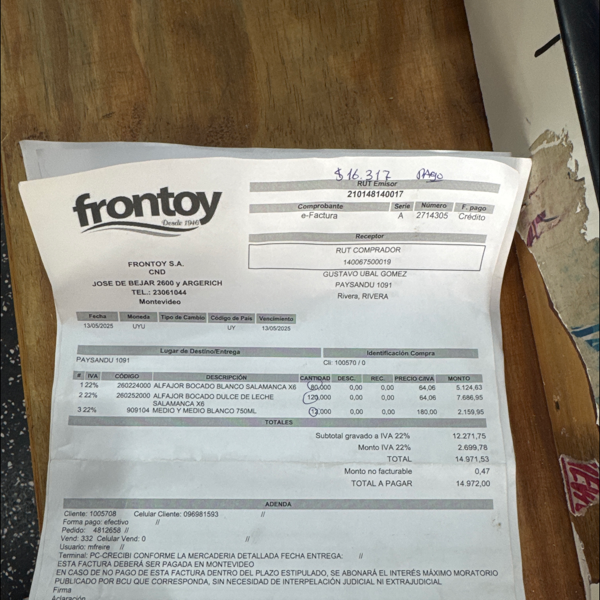 $16.317 PAGO
frontoy
Desde 1946
RUT Emisor
210148140017
Comprobante Serie Número F. pago
e-Factura A 2714305 Crédito
Receptor
RUT COMPRADOR
140067500019
GUSTAVO UBAL GOMEZ
PAYSANDU 1091
Rivera, RIVERA
FRONTOY S.A.
CND
JOSE DE BEJAR 2600 y ARGERICH
TEL.: 23061044
Montevideo
Fecha Moneda Tipo de Cambio Código de País Vencimiento
13/05/2025 UYU UY 13/05/2025
Lugar de Destino/Entrega Identificación Compra
PAYSANDU 1091 Cli: 100570 / 0
# IVA CÓDIGO DESCRIPCIÓN CANTIDAD DESC. REC. PRECIO C/IVA MONTO
1 22% 260224000 ALFAJOR BOCADO BLANCO SALAMANCA X6 80,000 0,00 0,00 64,06 5.124,63
2 22% 260252000 ALFAJOR BOCADO DULCE DE LECHE 120,000 0,00 0,00 64,06 7.686,95
SALAMANCA X6
3 22% 909104 MEDIO Y MEDIO BLANCO 750ML 12,000 0,00 0,00 180,00 2.159,95
TOTALES
Subtotal gravado a IVA 22% 12.271,75
Monto IVA 22% 2.699,78
TOTAL 14.971,53
Monto no facturable 0,47
TOTAL A PAGAR 14.972,00
ADENDA
Cliente: 1005708 Celular Cliente: 096981593 //
Forma pago: efectivo //
Pedido: 4812658 //
Vend: 332 Celular Vend: 0 //
Usuario: mfreire //
Terminal: PC-CRECIBI CONFORME LA MERCADERIA DETALLADA FECHA ENTREGA: //
ESTA FACTURA DEBERÁ SER PAGADA EN MONTEVIDEO
EN CASO DE NO PAGO DE ESTA FACTURA DENTRO DEL PLAZO ESTIPULADO, SE ABONARÁ EL INTERÉS MÁXIMO MORATORIO
PUBLICADO POR BCU QUE CORRESPONDA, SIN NECESIDAD DE INTERPELACIÓN JUDICIAL NI EXTRAJUDICIAL
Firma
Aclaración